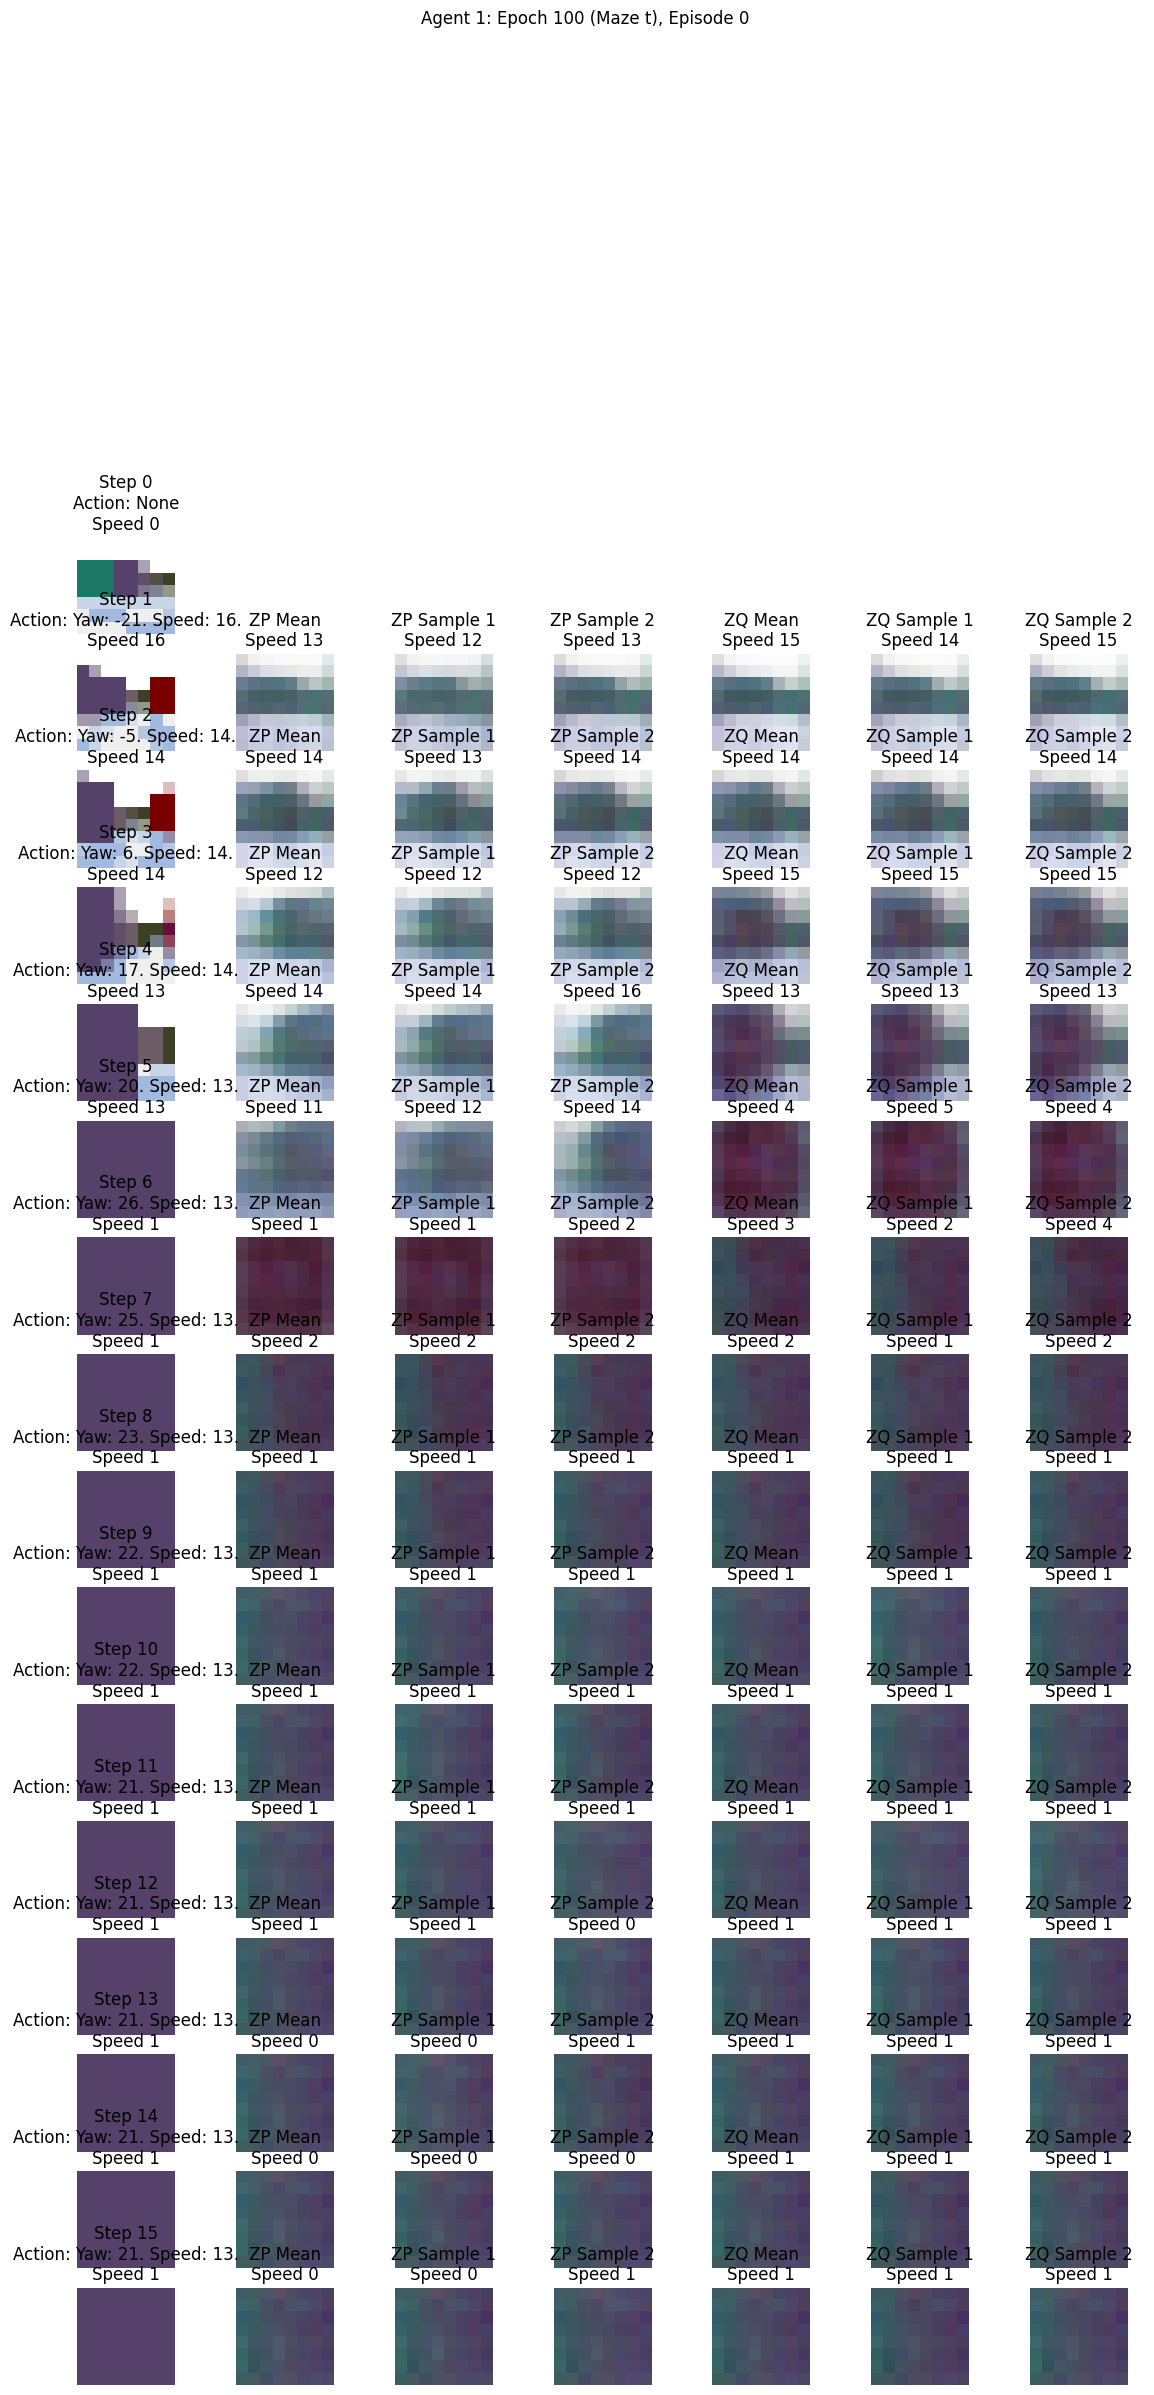 Agent 1: Epoch 100 (Maze t), Episode 0
Step 0
Action: None
Speed 0
Step 1
Action: Yaw: -21. Speed: 16. ZP Mean ZP Sample 1 ZP Sample 2 ZQ Mean ZQ Sample 1 ZQ Sample 2
Speed 16 Speed 13 Speed 12 Speed 13 Speed 15 Speed 14 Speed 15
Step 2
Action: Yaw: -5. Speed: 14. ZP Mean ZP Sample 1 ZP Sample 2 ZQ Mean ZQ Sample 1 ZQ Sample 2
Speed 14 Speed 14 Speed 13 Speed 14 Speed 14 Speed 14 Speed 14
Step 3
Action: Yaw: 6. Speed: 14. ZP Mean ZP Sample 1 ZP Sample 2 ZQ Mean ZQ Sample 1 ZQ Sample 2
Speed 14 Speed 12 Speed 12 Speed 12 Speed 15 Speed 15 Speed 15
Step 4
Action: Yaw: 17. Speed: 14. ZP Mean ZP Sample 1 ZP Sample 2 ZQ Mean ZQ Sample 1 ZQ Sample 2
Speed 13 Speed 14 Speed 14 Speed 16 Speed 13 Speed 13 Speed 13
Step 5
Action: Yaw: 20. Speed: 13. ZP Mean ZP Sample 1 ZP Sample 2 ZQ Mean ZQ Sample 1 ZQ Sample 2
Speed 13 Speed 11 Speed 12 Speed 14 Speed 4 Speed 5 Speed 4
Step 6
Action: Yaw: 26. Speed: 13. ZP Mean ZP Sample 1 ZP Sample 2 ZQ Mean ZQ Sample 1 ZQ Sample 2
Speed 1 Speed 1 Speed 1 Speed 2 Speed 3 Speed 2 Speed 4
Step 7
Action: Yaw: 25. Speed: 13. ZP Mean ZP Sample 1 ZP Sample 2 ZQ Mean ZQ Sample 1 ZQ Sample 2
Speed 1 Speed 2 Speed 2 Speed 2 Speed 2 Speed 1 Speed 2
Step 8
Action: Yaw: 23. Speed: 13. ZP Mean ZP Sample 1 ZP Sample 2 ZQ Mean ZQ Sample 1 ZQ Sample 2
Speed 1 Speed 1 Speed 1 Speed 1 Speed 1 Speed 1 Speed 1
Step 9
Action: Yaw: 22. Speed: 13. ZP Mean ZP Sample 1 ZP Sample 2 ZQ Mean ZQ Sample 1 ZQ Sample 2
Speed 1 Speed 1 Speed 1 Speed 1 Speed 1 Speed 1 Speed 1
Step 10
Action: Yaw: 22. Speed: 13. ZP Mean ZP Sample 1 ZP Sample 2 ZQ Mean ZQ Sample 1 ZQ Sample 2
Speed 1 Speed 1 Speed 1 Speed 1 Speed 1 Speed 1 Speed 1
Step 11
Action: Yaw: 21. Speed: 13. ZP Mean ZP Sample 1 ZP Sample 2 ZQ Mean ZQ Sample 1 ZQ Sample 2
Speed 1 Speed 1 Speed 1 Speed 1 Speed 1 Speed 1 Speed 1
Step 12
Action: Yaw: 21. Speed: 13. ZP Mean ZP Sample 1 ZP Sample 2 ZQ Mean ZQ Sample 1 ZQ Sample 2
Speed 1 Speed 1 Speed 1 Speed 0 Speed 1 Speed 1 Speed 1
Step 13
Action: Yaw: 21. Speed: 13. ZP Mean ZP Sample 1 ZP Sample 2 ZQ Mean ZQ Sample 1 ZQ Sample 2
Speed 1 Speed 0 Speed 0 Speed 1 Speed 1 Speed 1 Speed 1
Step 14
Action: Yaw: 21. Speed: 13. ZP Mean ZP Sample 1 ZP Sample 2 ZQ Mean ZQ Sample 1 ZQ Sample 2
Speed 1 Speed 0 Speed 0 Speed 0 Speed 1 Speed 1 Speed 1
Step 15
Action: Yaw: 21. Speed: 13. ZP Mean ZP Sample 1 ZP Sample 2 ZQ Mean ZQ Sample 1 ZQ Sample 2
Speed 1 Speed 0 Speed 0 Speed 1 Speed 1 Speed 1 Speed 1